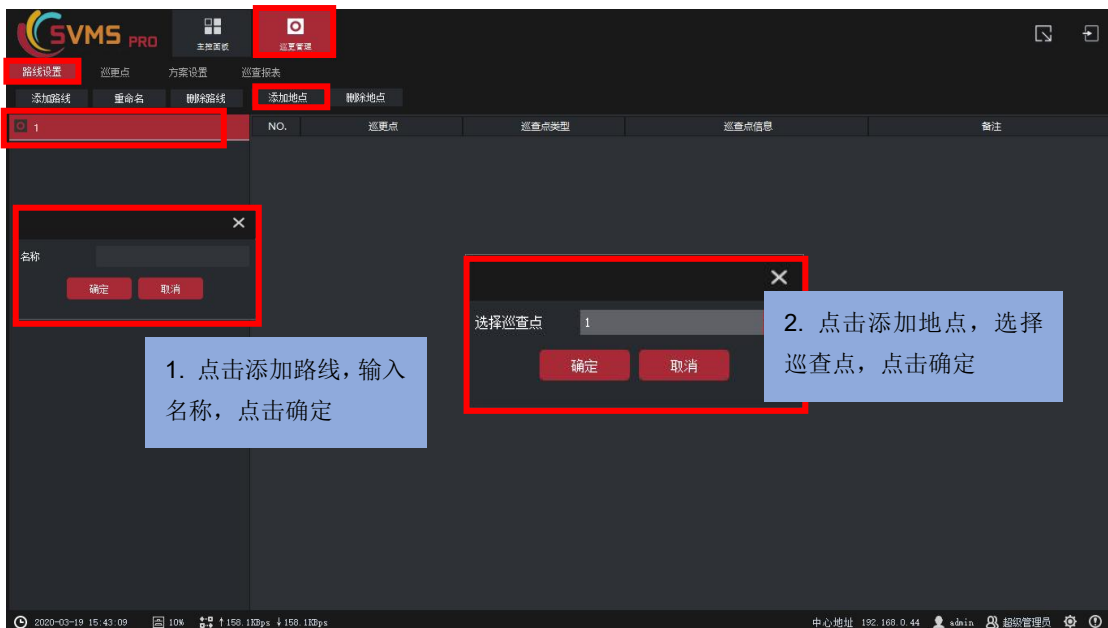 SVMS PRO
主控面板
巡更管理
路线设置 巡更点 方案设置 巡查报表
添加路线 重命名 删除路线 添加地点 删除地点
1
NO. 巡更点 巡查点类型 巡查点信息 备注
名称
确定 取消
选择巡查点 1
确定 取消
1. 点击添加路线，输入
名称，点击确定
2. 点击添加地点，选择
巡查点，点击确定
2020-03-19 15:43:09 10% ↑158.1KBps ↓158.1KBps 中心地址 192.168.0.44 admin 超级管理员